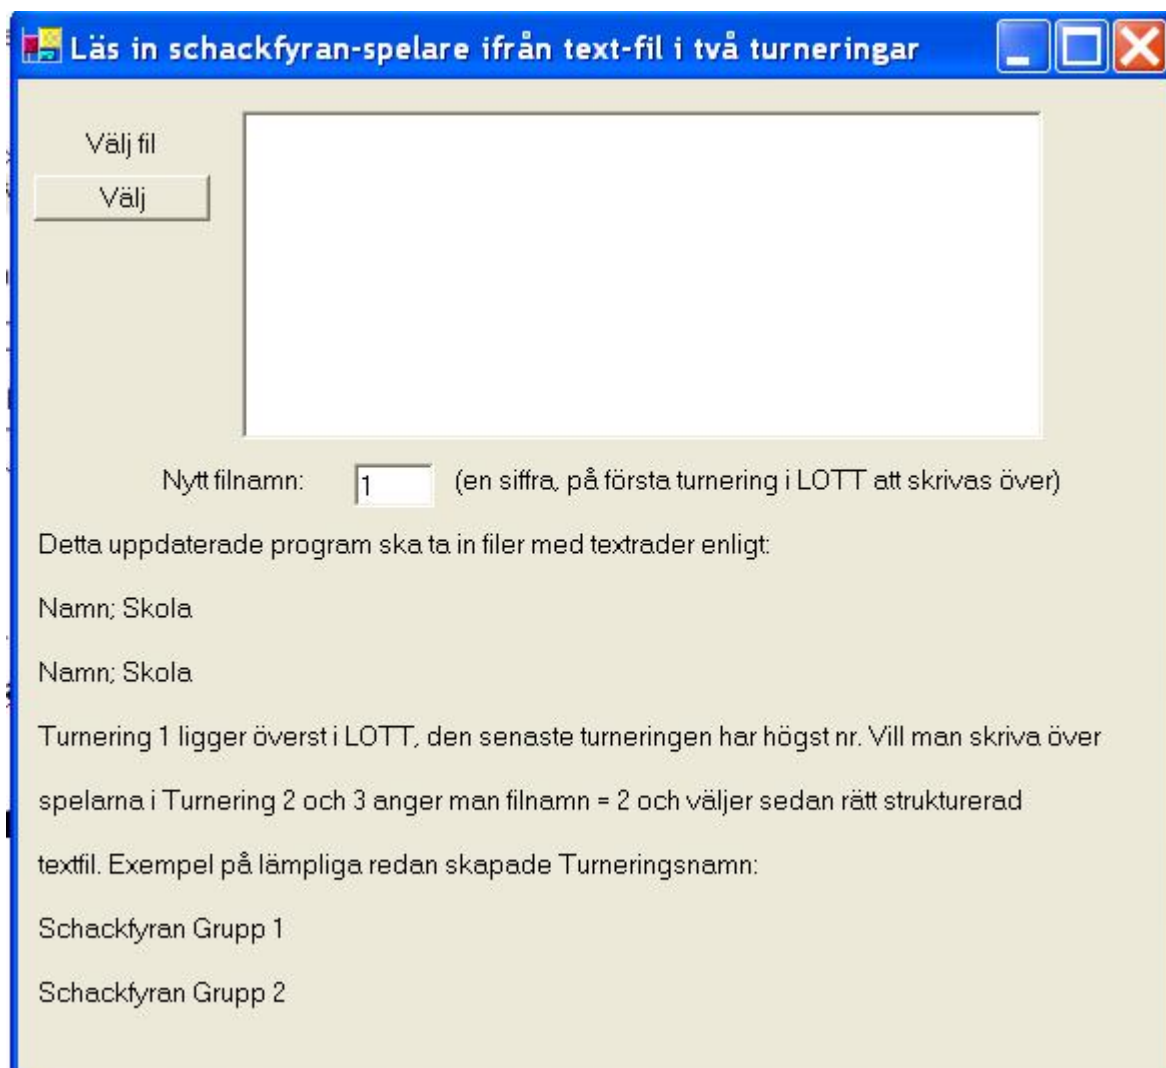 Läs in schackfyran-spelare ifrån text-fil i två turneringar
Välj fil
Välj
Nytt filnamn: 1 (en siffra, på första turnering i LOTT att skrivas över)
Detta uppdaterade program ska ta in filer med textrader enligt:
Namn; Skola
Namn; Skola
Turnering 1 ligger överst i LOTT, den senaste turneringen har högst nr. Vill man skriva över
spelarna i Turnering 2 och 3 anger man filnamn = 2 och väljer sedan rätt strukturerad
textfil. Exempel på lämpliga redan skapade Turneringsnamn:
Schackfyran Grupp 1
Schackfyran Grupp 2